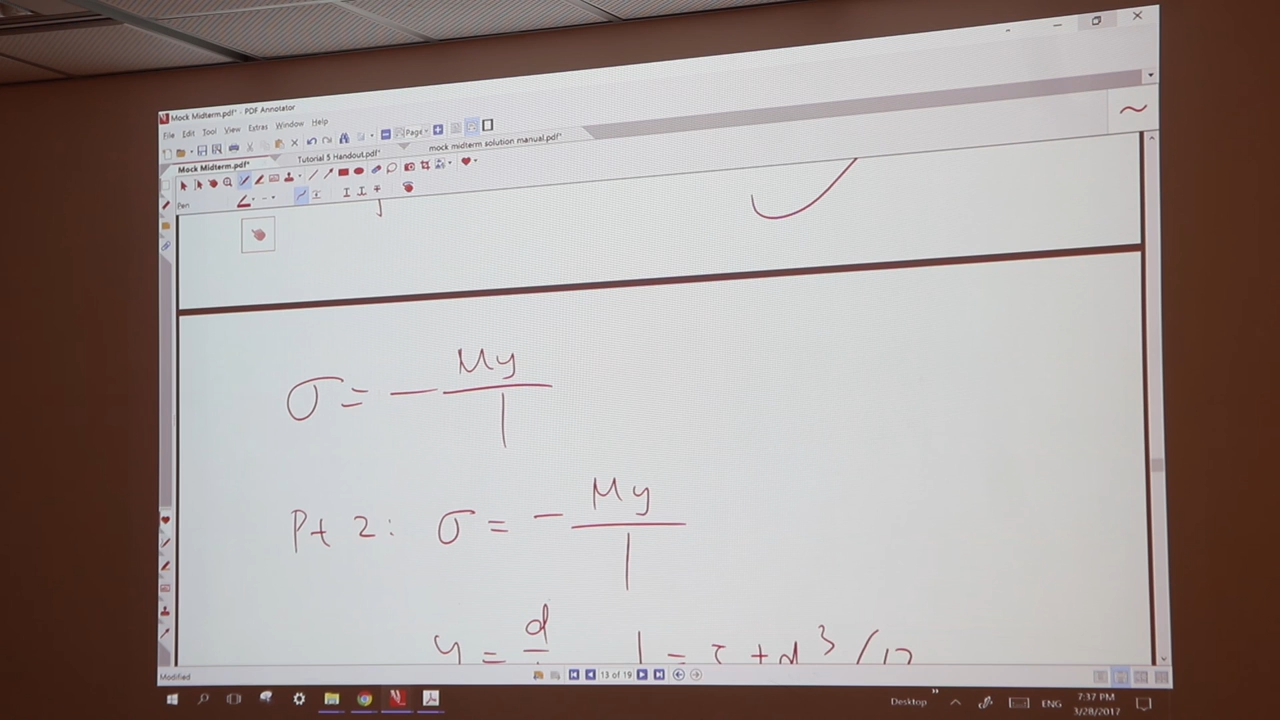 Mock Midterm.pdf* - PDF Annotator
File Edit Tool View Extras Window Help
Page
Mock Midterm.pdf* Tutorial 5 Handout.pdf* mock midterm solution manual.pdf*
Pen
σ = - My / I
Pt 2: σ = - My / I
y = d
Modified
13 of 19
Desktop ENG 7:37 PM
3/28/2017